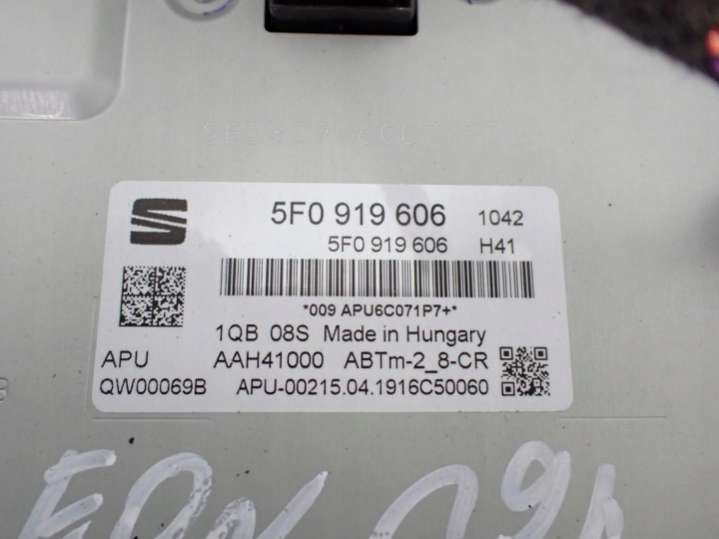 5F0 919 606 1042
5F0 919 606 H41
*009 APU6C071P7+*
1QB 08S Made in Hungary
APU AAH41000 ABTm-2_8-CR
QW00069B APU-00215.04.1916C50060